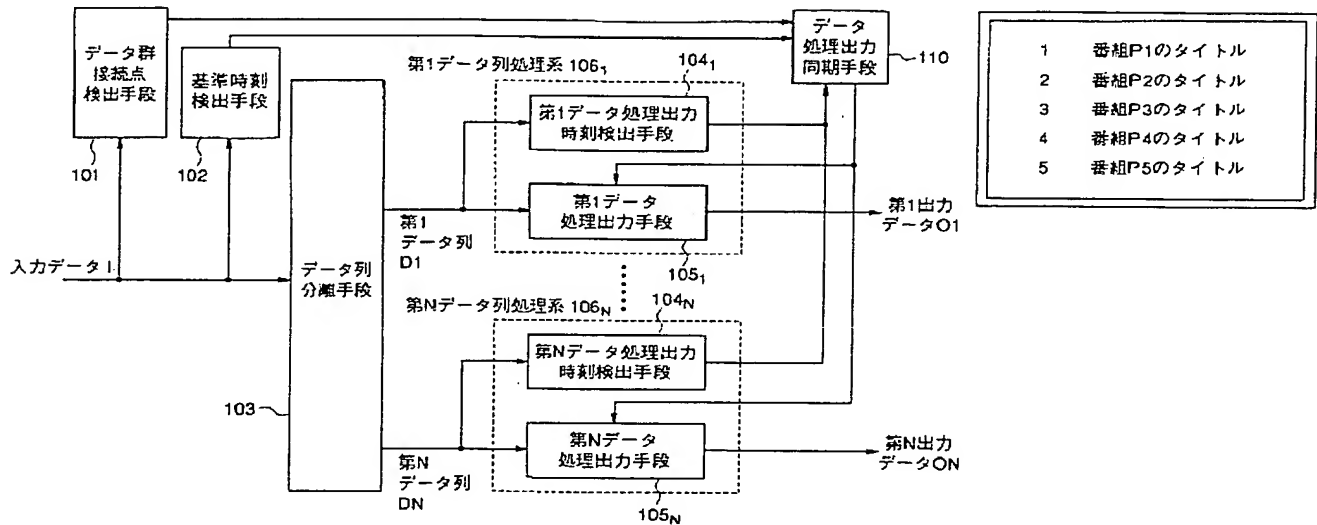 データ群
接続点
検出手段
101
基準時刻
検出手段
102
入力データ I
データ列
分離手段
103
第1
データ列
D1
第N
データ列
DN
第1データ列処理系 106₁
104₁
第1データ処理出力
時刻検出手段
第1データ
処理出力手段
105₁
第Nデータ列処理系 106N
104N
第Nデータ処理出力
時刻検出手段
第Nデータ
処理出力手段
105N
データ
処理出力
同期手段
110
第1出力
データO1
第N出力
データON
1 番組P1のタイトル
2 番組P2のタイトル
3 番組P3のタイトル
4 番組P4のタイトル
5 番組P5のタイトル